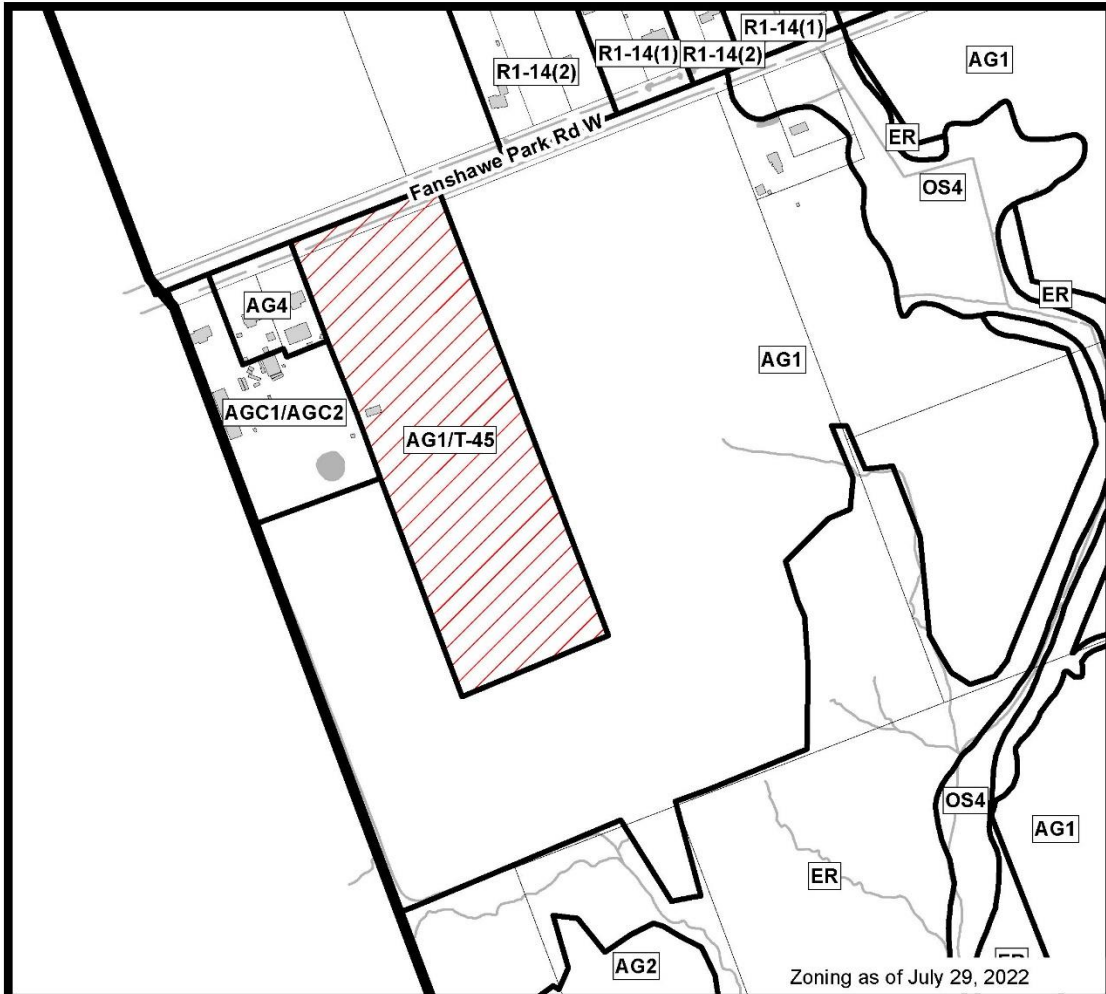 R1-14(1)
R1-14(2)
R1-14(1)
R1-14(2)
AG1
Fanshawe Park Rd W
ER
OS4
AG4
ER
AG1
AGC1/AGC2
AG1/T-45
OS4
AG1
ER
AG2
Zoning as of July 29, 2022